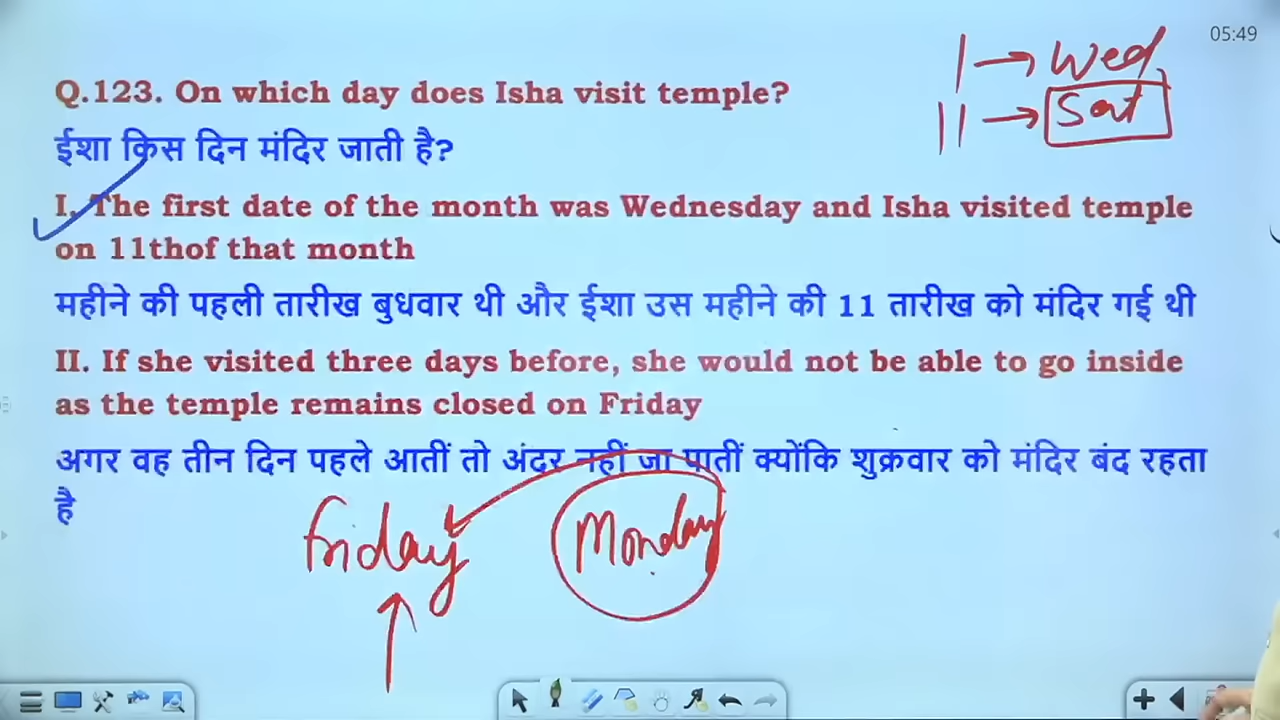 05:49
1 → Wed
Q.123. On which day does Isha visit temple?
11 → Sat
ईशा किस दिन मंदिर जाती है?
I. The first date of the month was Wednesday and Isha visited temple
on 11thof that month
महीने की पहली तारीख बुधवार थी और ईशा उस महीने की 11 तारीख को मंदिर गई थी
II. If she visited three days before, she would not be able to go inside
as the temple remains closed on Friday
अगर वह तीन दिन पहले आतीं तो अंदर नहीं जा पातीं क्योंकि शुक्रवार को मंदिर बंद रहता
है
friday Monday